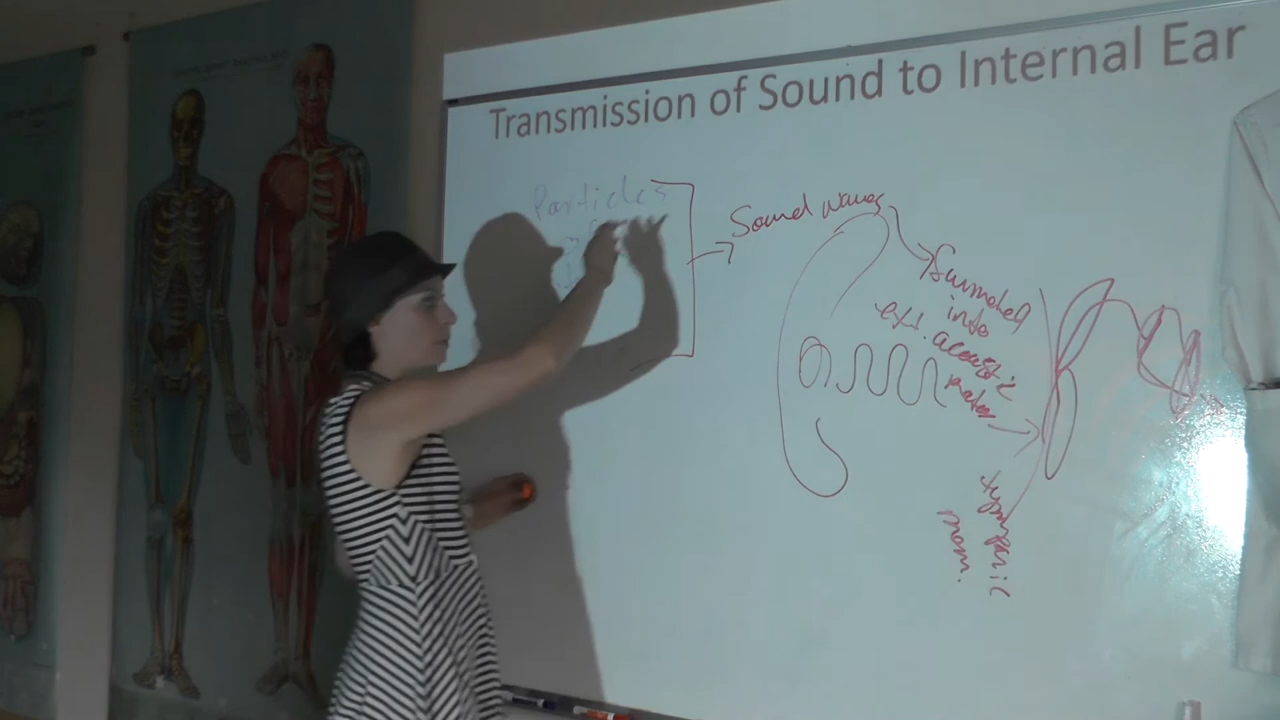 Transmission of Sound to Internal Ear
Particles
Sound waves
Funneled
into
ext. acoustic
meatus
tympanic
mem.